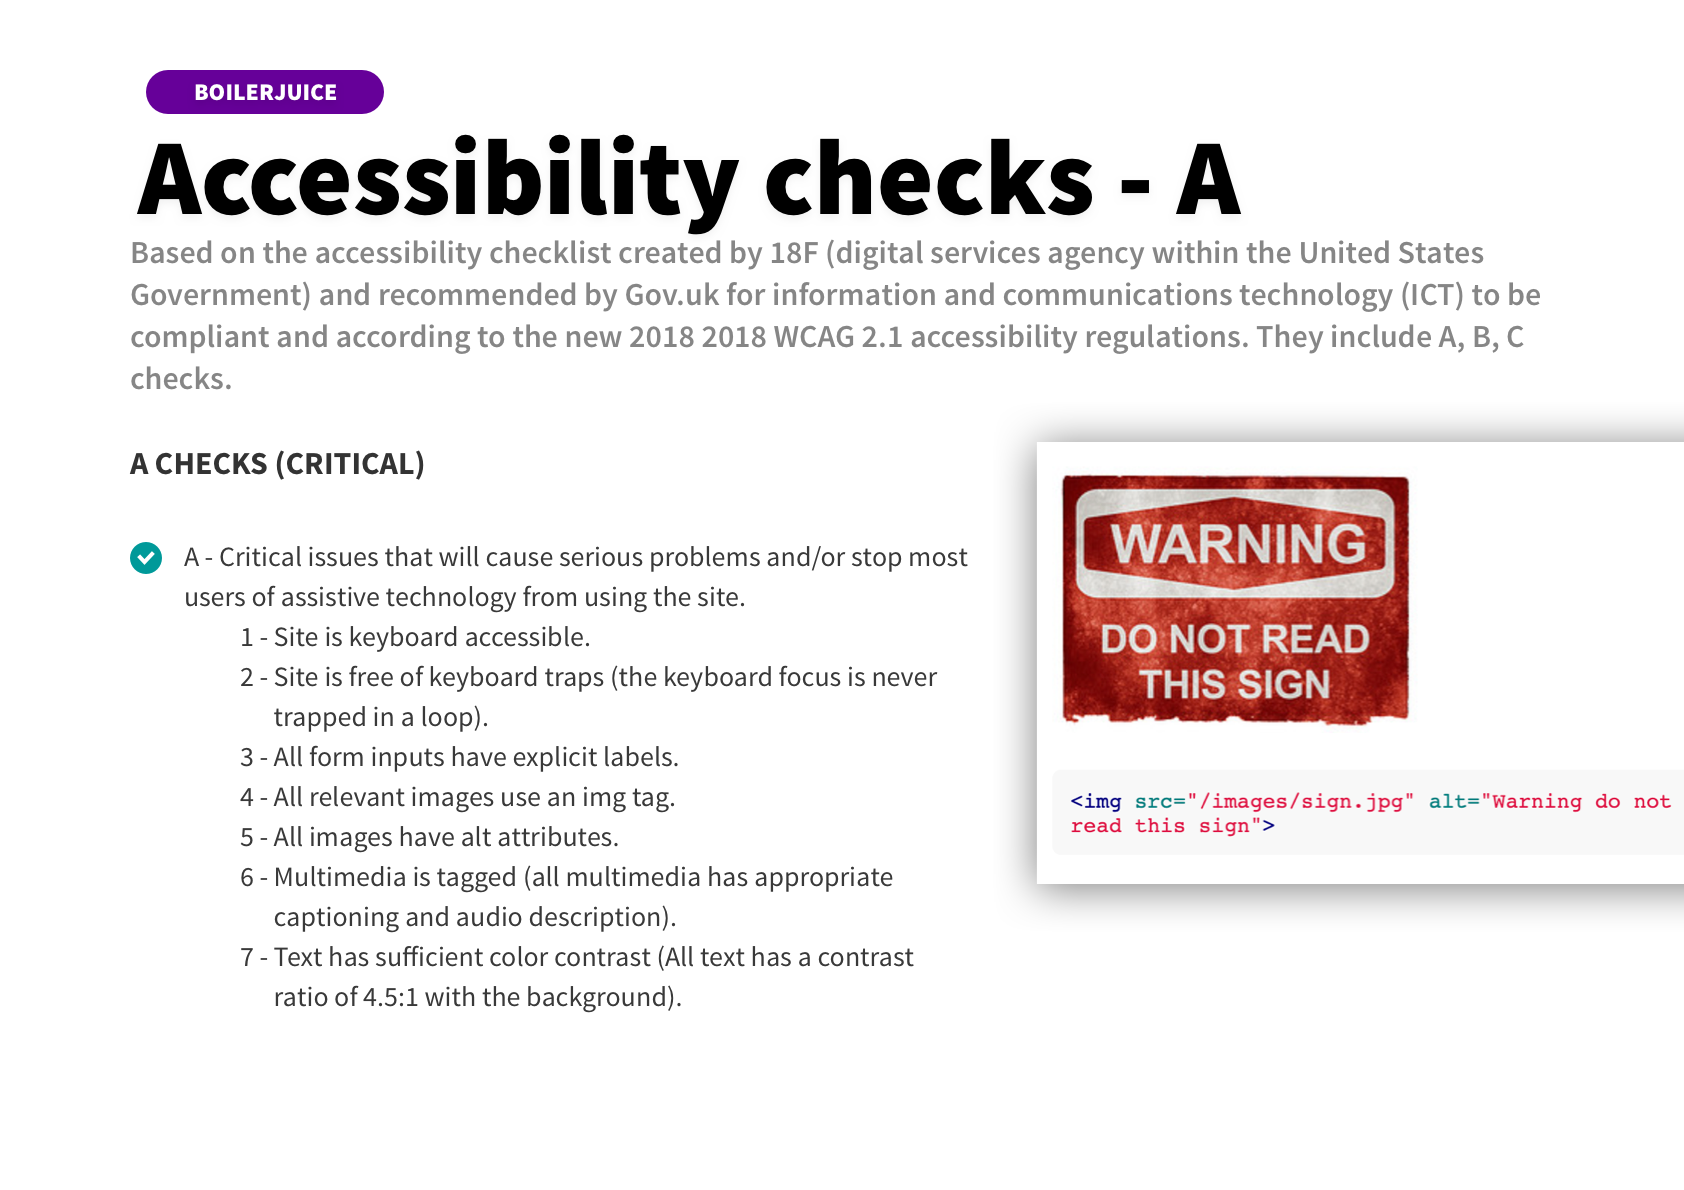 BOILERJUICE
Accessibility checks - A
Based on the accessibility checklist created by 18F (digital services agency within the United States
Government) and recommended by Gov.uk for information and communications technology (ICT) to be
compliant and according to the new 2018 2018 WCAG 2.1 accessibility regulations. They include A, B, C
checks.
A CHECKS (CRITICAL)
A - Critical issues that will cause serious problems and/or stop most
users of assistive technology from using the site.
1 - Site is keyboard accessible.
2 - Site is free of keyboard traps (the keyboard focus is never
trapped in a loop).
3 - All form inputs have explicit labels.
4 - All relevant images use an img tag.
5 - All images have alt attributes.
6 - Multimedia is tagged (all multimedia has appropriate
captioning and audio description).
7 - Text has sufficient color contrast (All text has a contrast
ratio of 4.5:1 with the background).
WARNING
DO NOT READ
THIS SIGN
<img src="/images/sign.jpg" alt="Warning do not
read this sign">